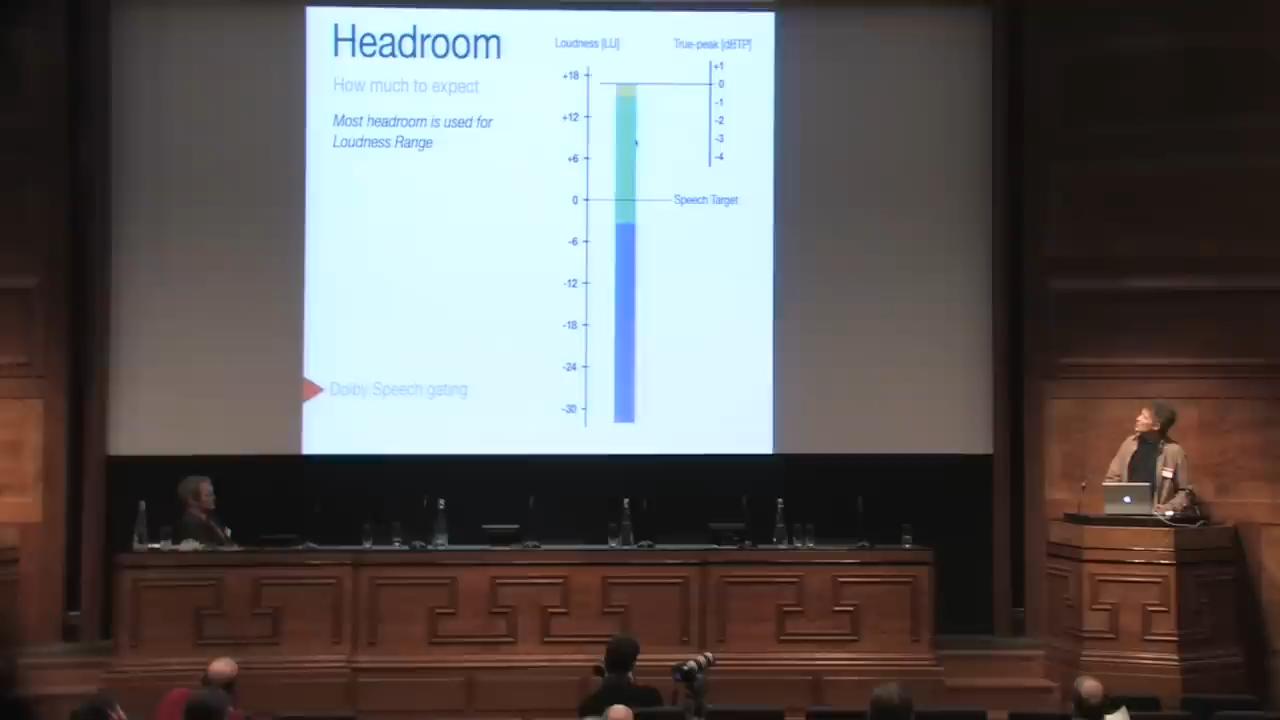 Headroom
How much to expect
Most headroom is used for
Loudness Range
Dolby Speech gating
Loudness [LU]
+18
+12
+6
0
-6
-12
-18
-24
-30
True-peak [dBTP]
+1
0
-1
-2
-3
-4
Speech Target